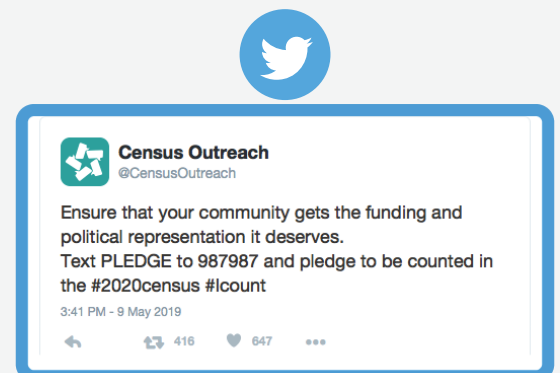 Census Outreach
@CensusOutreach
Ensure that your community gets the funding and
political representation it deserves.
Text PLEDGE to 987987 and pledge to be counted in
the #2020census #Icount
3:41 PM - 9 May 2019
416 647